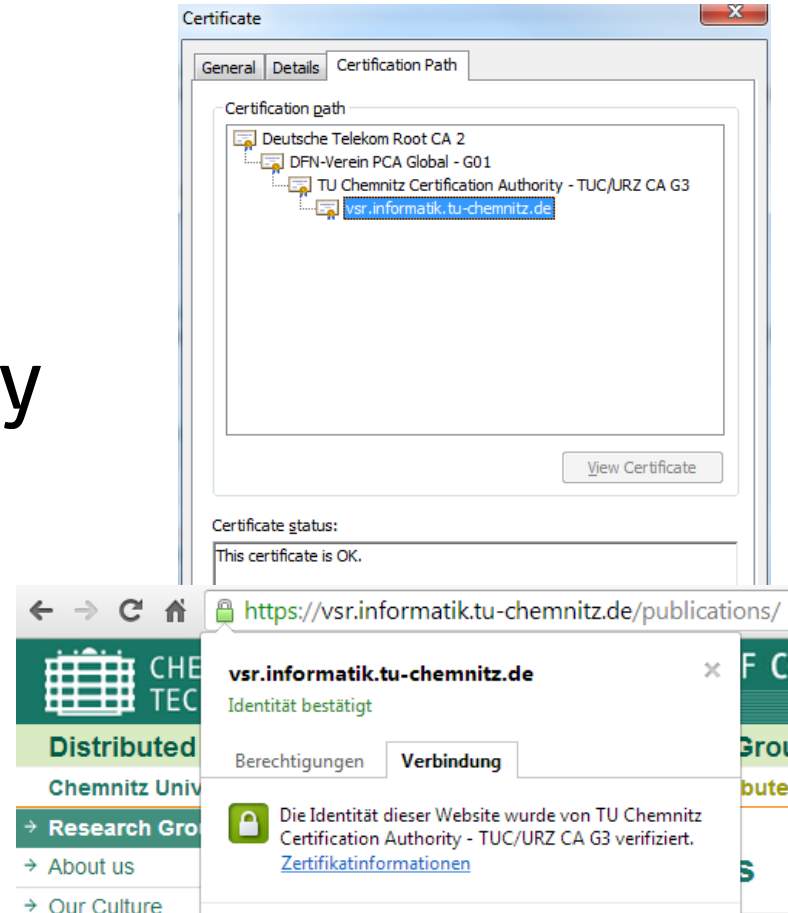 Certificate
General Details Certification Path
Certification path
Deutsche Telekom Root CA 2
DFN-Verein PCA Global - G01
TU Chemnitz Certification Authority - TUC/URZ CA G3
vsr.informatik.tu-chemnitz.de
y
View Certificate
Certificate status:
This certificate is OK.
https://vsr.informatik.tu-chemnitz.de/publications/
CHE
TEC
F C
vsr.informatik.tu-chemnitz.de
Identität bestätigt
Distributed
Grou
Berechtigungen Verbindung
Chemnitz Univ
bute
Die Identität dieser Website wurde von TU Chemnitz
Certification Authority - TUC/URZ CA G3 verifiziert.
Zertifikatinformationen
Research Gro
About us
s
Our Culture